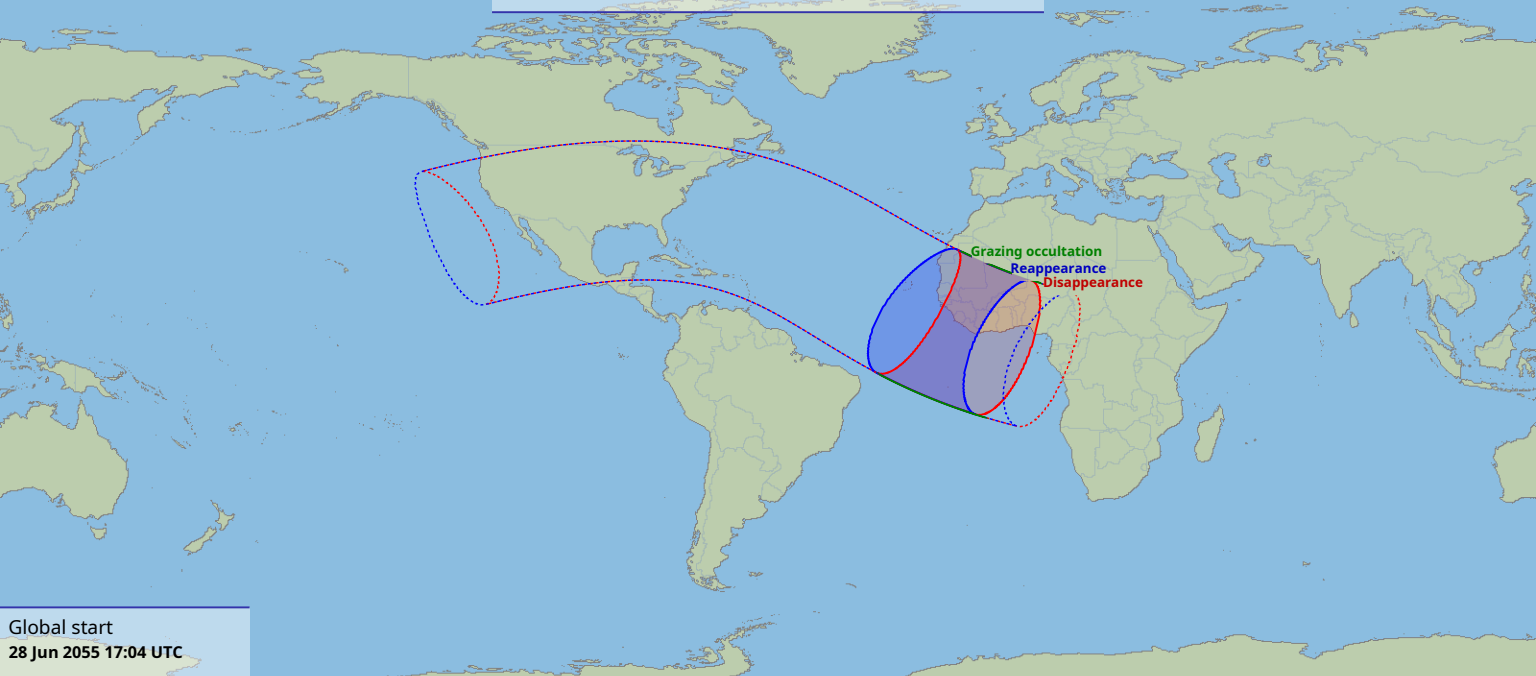 Grazing occultation
Reappearance
Disappearance
Global start
28 Jun 2055 17:04 UTC